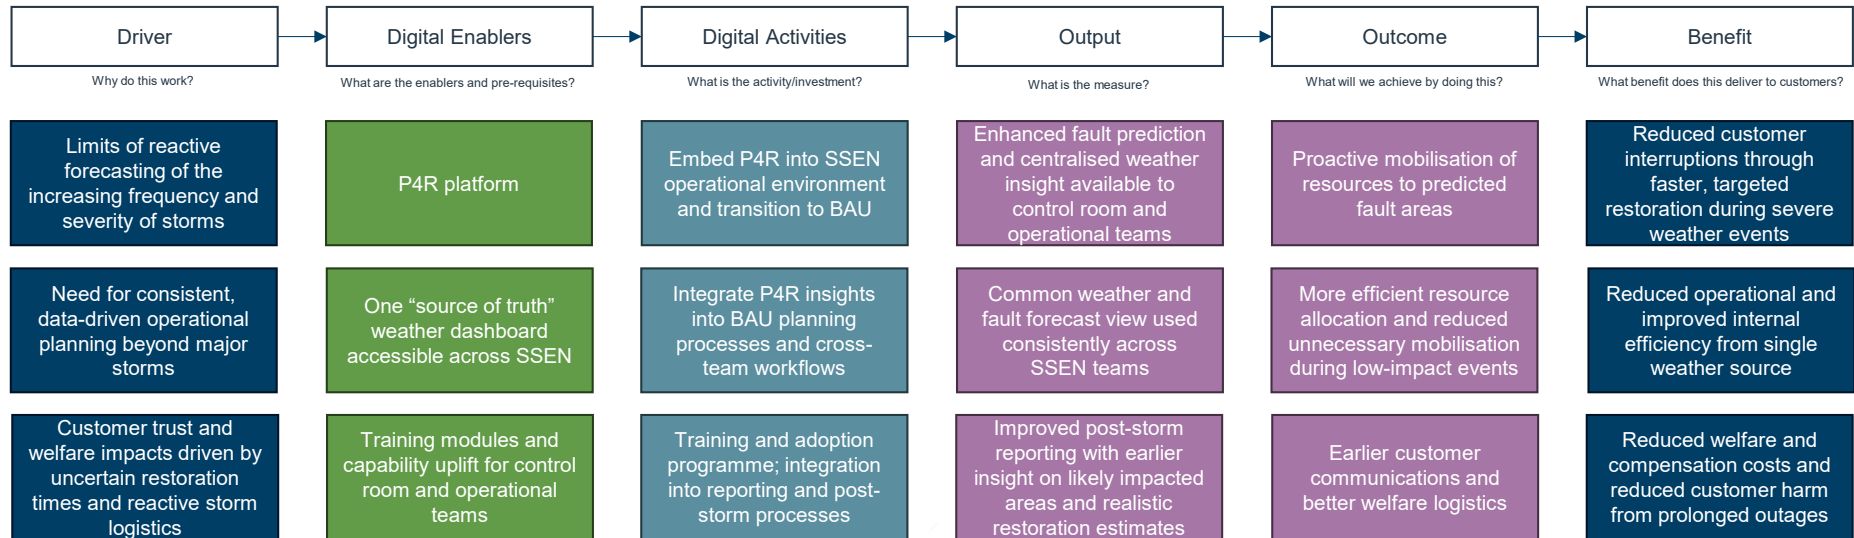 Driver
Digital Enablers
Digital Activities
Output
Outcome
Benefit
Why do this work?
What are the enablers and pre-requisites?
What is the activity/investment?
What is the measure?
What will we achieve by doing this?
What benefit does this deliver to customers?
Limits of reactive
forecasting of the
increasing frequency and
severity of storms
P4R platform
Embed P4R into SSEN
operational environment
and transition to BAU
Enhanced fault prediction
and centralised weather
insight available to
control room and
operational teams
Proactive mobilisation of
resources to predicted
fault areas
Reduced customer
interruptions through
faster, targeted
restoration during severe
weather events
Need for consistent,
data-driven operational
planning beyond major
storms
One “source of truth”
weather dashboard
accessible across SSEN
Integrate P4R insights
into BAU planning
processes and cross-
team workflows
Common weather and
fault forecast view used
consistently across
SSEN teams
More efficient resource
allocation and reduced
unnecessary mobilisation
during low-impact events
Reduced operational and
improved internal
efficiency from single
weather source
Customer trust and
welfare impacts driven by
uncertain restoration
times and reactive storm
logistics
Training modules and
capability uplift for control
room and operational
teams
Training and adoption
programme; integration
into reporting and post-
storm processes
Improved post-storm
reporting with earlier
insight on likely impacted
areas and realistic
restoration estimates
Earlier customer
communications and
better welfare logistics
Reduced welfare and
compensation costs and
reduced customer harm
from prolonged outages